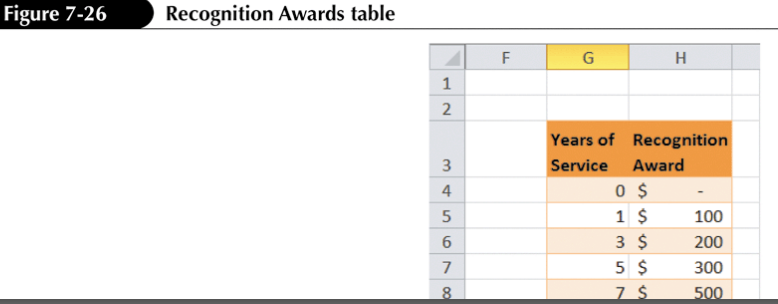 Figure 7-26 Recognition Awards table
F G H
1
2
3 Years of Service Recognition Award
4 0 $ -
5 1 $ 100
6 3 $ 200
7 5 $ 300
8 7 $ 500